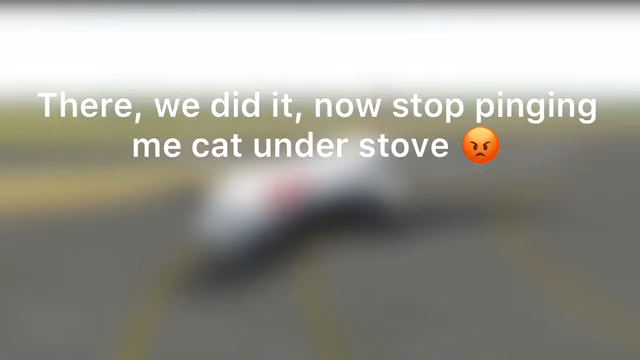 There, we did it, now stop pinging
me cat under stove 😡